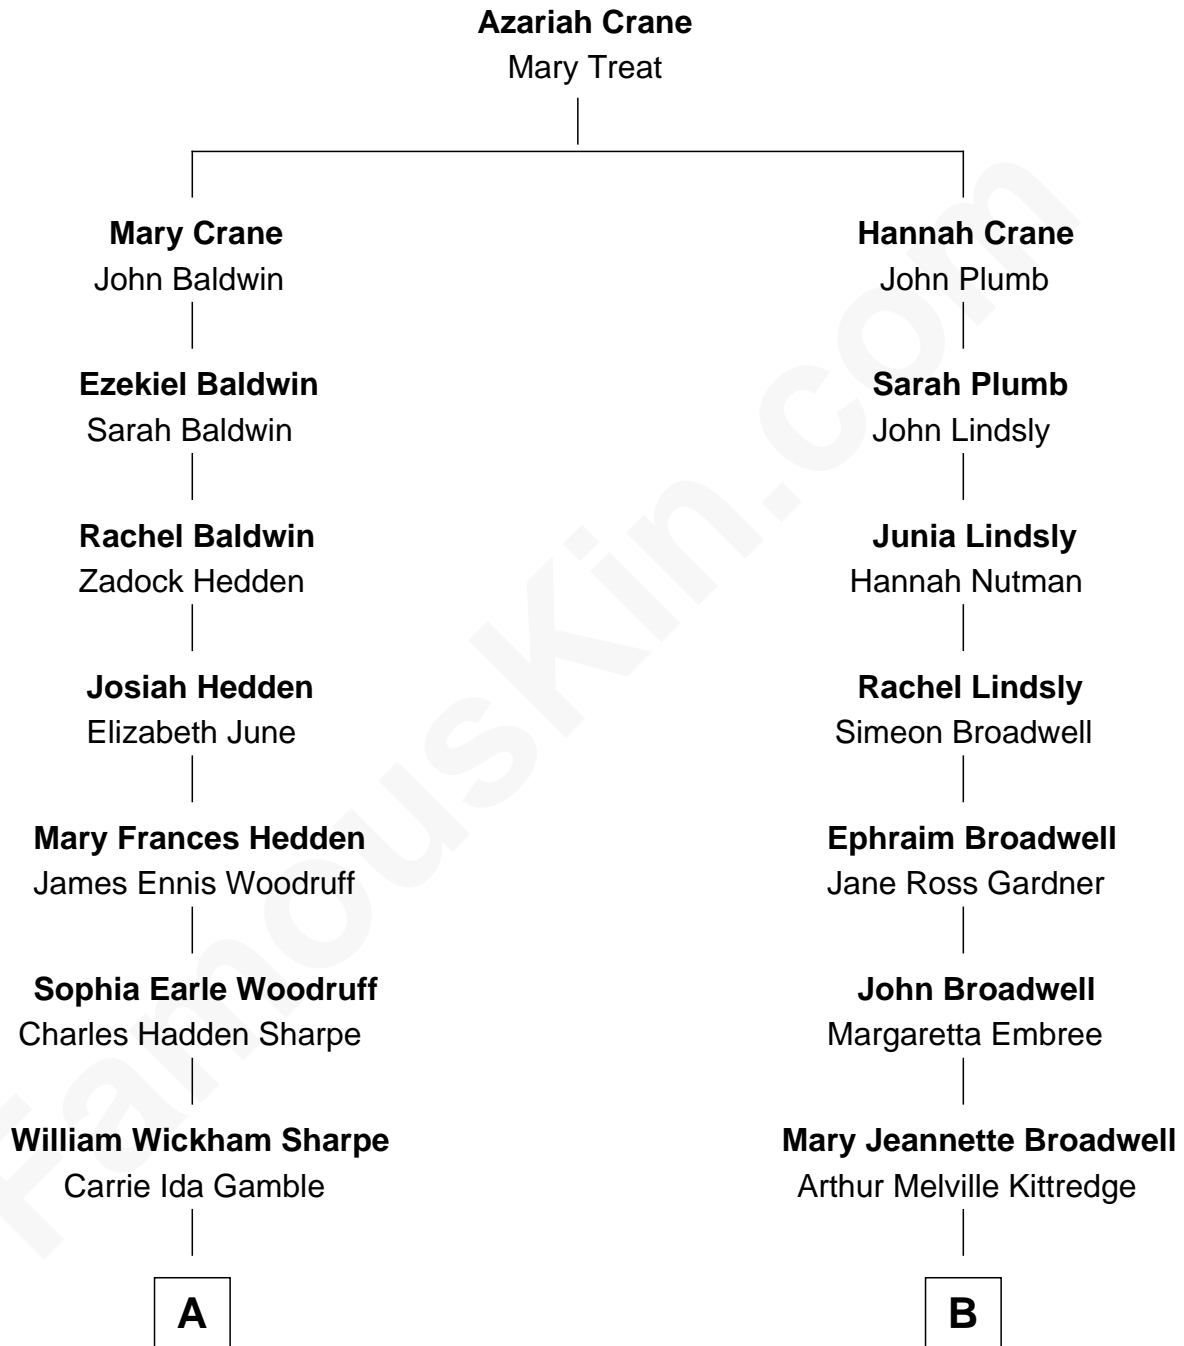 Azariah Crane
Mary Treat
Mary Crane
John Baldwin
Hannah Crane
John Plumb
Ezekiel Baldwin
Sarah Baldwin
Sarah Plumb
John Lindsly
Rachel Baldwin
Zadock Hedden
Junia Lindsly
Hannah Nutman
Josiah Hedden
Elizabeth June
Rachel Lindsly
Simeon Broadwell
Mary Frances Hedden
James Ennis Woodruff
Ephraim Broadwell
Jane Ross Gardner
Sophia Earle Woodruff
Charles Hadden Sharpe
John Broadwell
Margaretta Embree
William Wickham Sharpe
Carrie Ida Gamble
Mary Jeannette Broadwell
Arthur Melville Kittredge
A
B
FamousKin.com